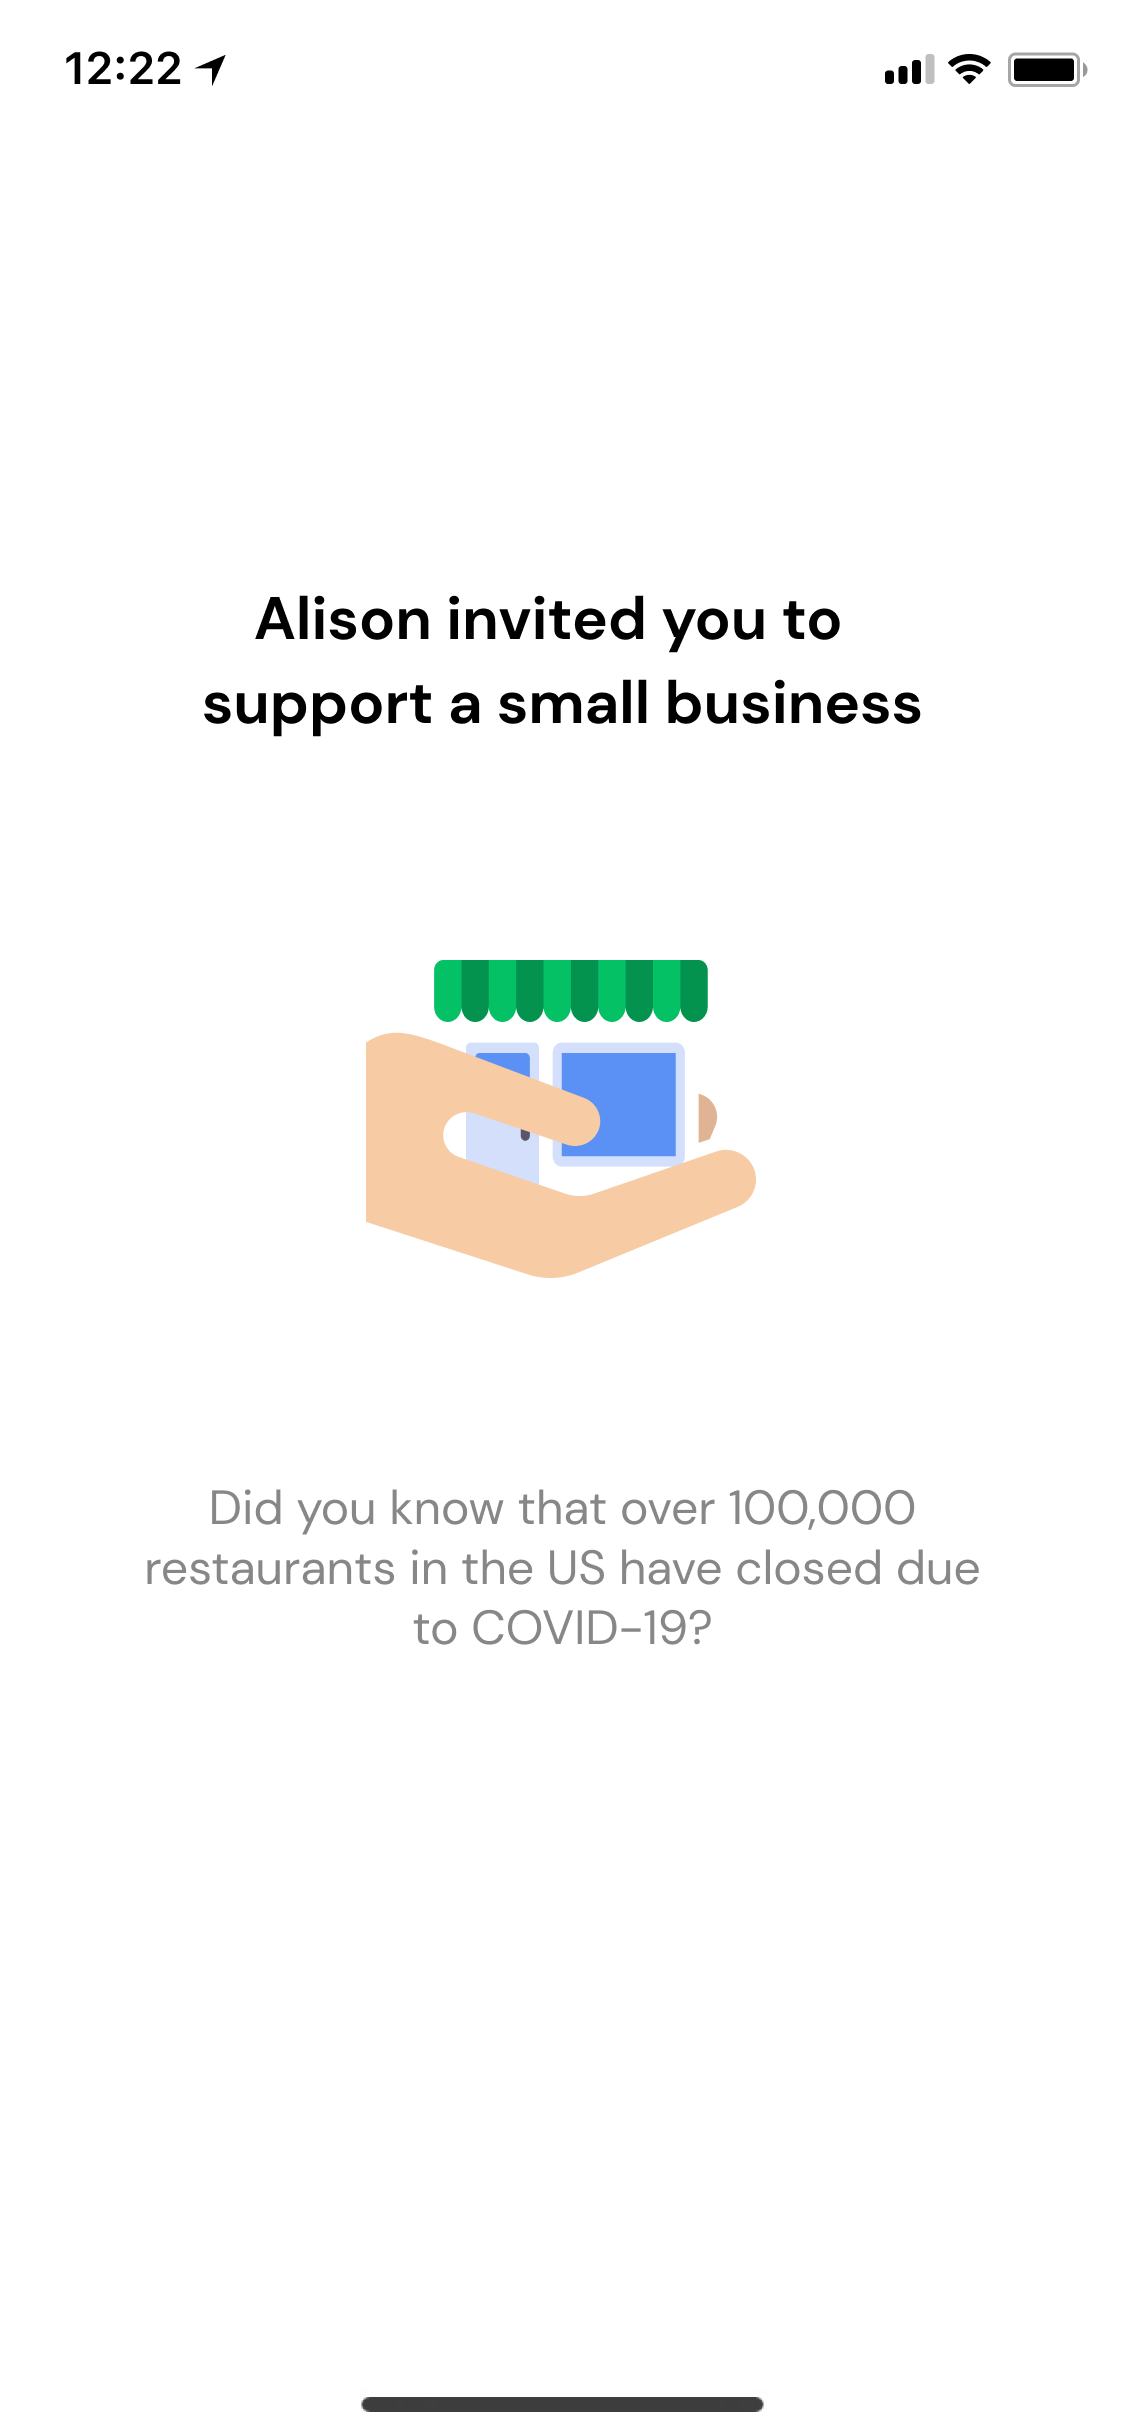 12:22
Alison invited you to
support a small business
Did you know that over 100,000
restaurants in the US have closed due
to COVID-19?